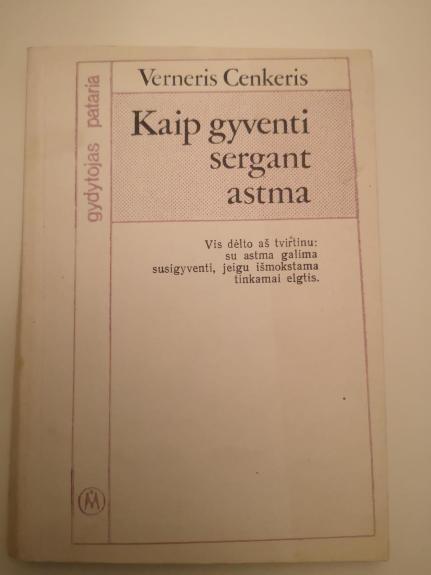 Verneris Cenkeris
gydytojas pataria
Kaip gyventi
sergant
astma
Vis dėlto aš tvirtinu:
su astma galima
susigyventi, jeigu išmokstama
tinkamai elgtis.
M